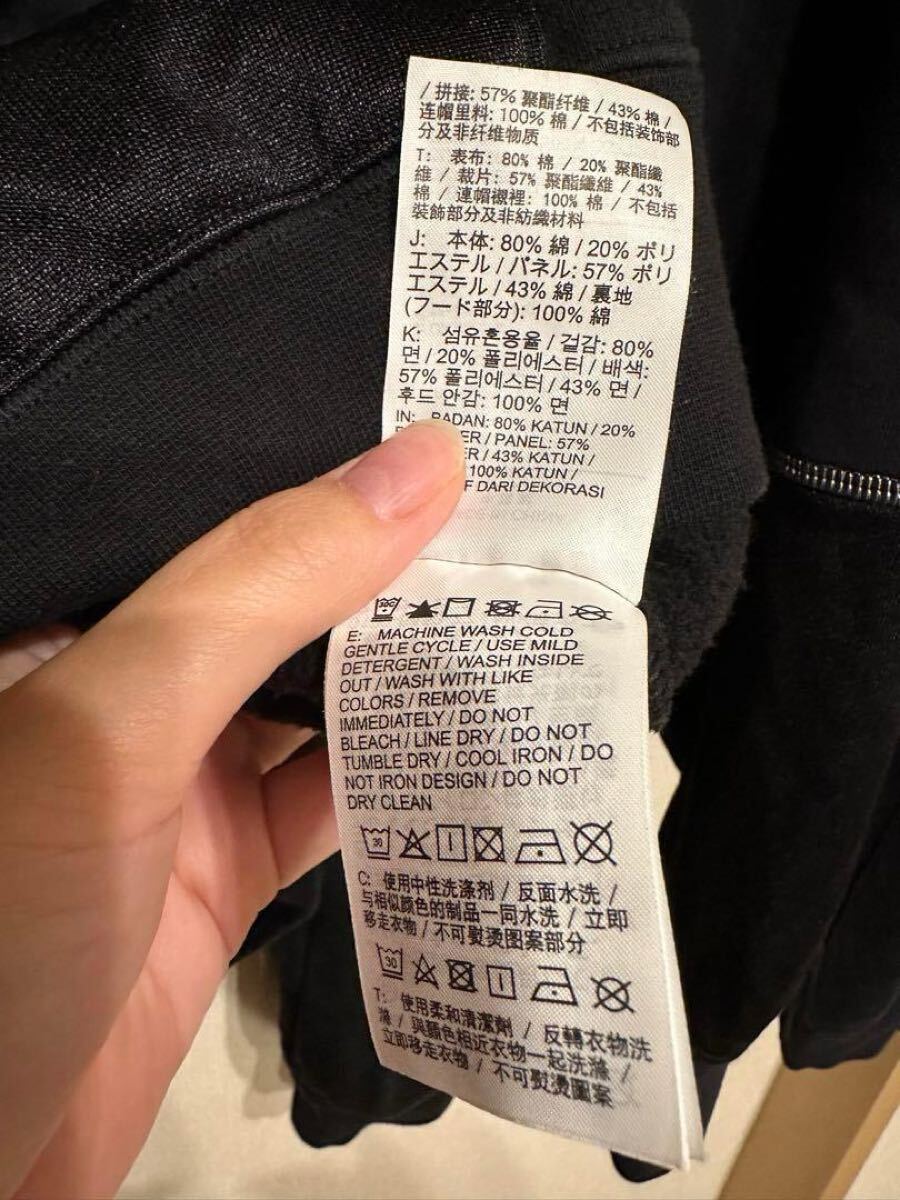 / 拼接: 57% 聚酯纤维 / 43% 棉 /
连帽里料: 100% 棉 / 不包括装饰部
分及非纤维物质
T: 表布: 80% 棉 / 20% 聚酯纖
維 / 裁片: 57% 聚酯纖維 / 43%
棉 / 連帽襯裡: 100% 棉 / 不包括
裝飾部分及非紡織材料
J: 本体: 80% 綿 / 20% ポリ
エステル / パネル: 57% ポリ
エステル / 43% 綿 / 裏地
(フード部分): 100% 綿
K: 섬유혼용율 / 겉감: 80%
면 / 20% 폴리에스터 / 배색:
57% 폴리에스터 / 43% 면 /
후드 안감: 100% 면
IN: BADAN: 80% KATUN / 20%
ER / PANEL: 57%
ER / 43% KATUN /
100% KATUN /
F DARI DEKORASI
E: MACHINE WASH COLD
GENTLE CYCLE / USE MILD
DETERGENT / WASH INSIDE
OUT / WASH WITH LIKE
COLORS / REMOVE
IMMEDIATELY / DO NOT
BLEACH / LINE DRY / DO NOT
TUMBLE DRY / COOL IRON / DO
NOT IRON DESIGN / DO NOT
DRY CLEAN
30
C: 使用中性洗涤剂 / 反面水洗 /
与相似颜色的制品一同水洗 / 立即
移走衣物 / 不可熨烫图案部分
30
T: 使用柔和清潔劑 / 反轉衣物洗
滌 / 與顏色相近衣物一起洗滌 /
立即移走衣物 / 不可熨燙圖案